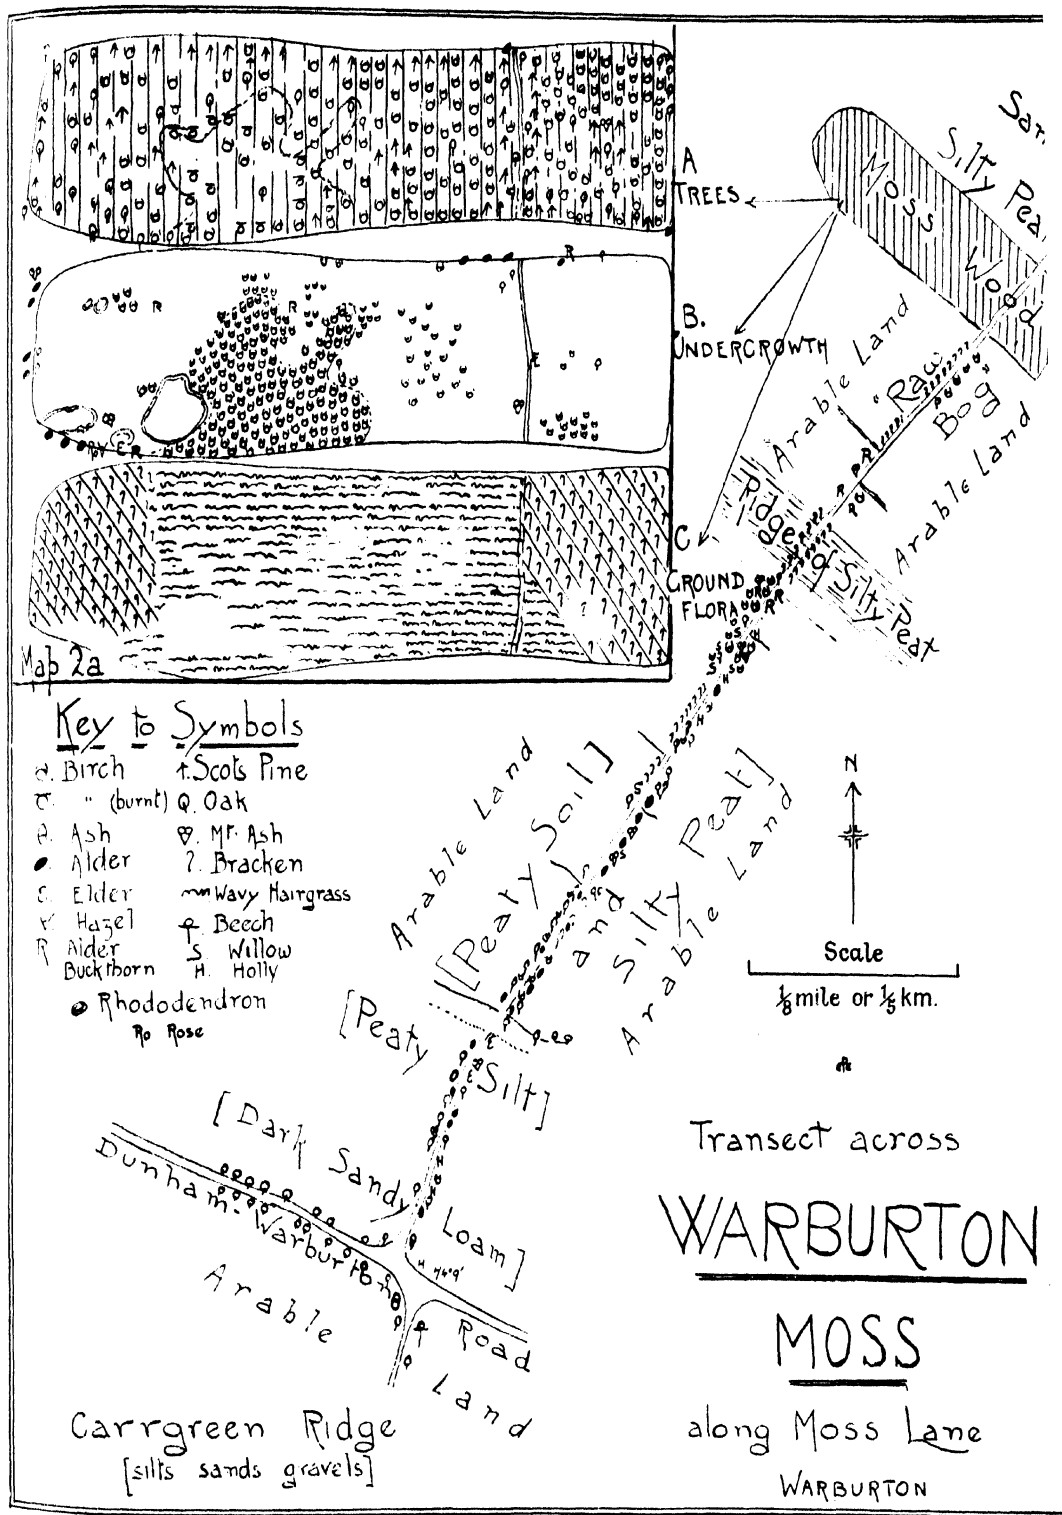 A
TREES
B.
UNDERGROWTH
C
GROUND
FLORA
Map 2a
Silty Pea
Moss Wood
Arable Land
"Raw Bog"
Arable Land
Ridge of Silty Peat
Key to Symbols
Birch
Scots Pine
" (burnt)
Oak
Ash
Mt. Ash
Alder
Bracken
Elder
Wavy Hairgrass
Hazel
Beech
R Alder Buckthorn
S Willow
H. Holly
Rhododendron
Ro Rose
Arable Land
[Peaty Soil]
and Silty Peat]
Arable Land
N
Scale
⅛ mile or ⅕ km.
[Peaty Silt]
[Dark Sandy Loam]
Dunham-Warburton Road
Arable Land
Carrgreen Ridge
[silts sands gravels]
Transect across
WARBURTON
MOSS
along Moss Lane
WARBURTON